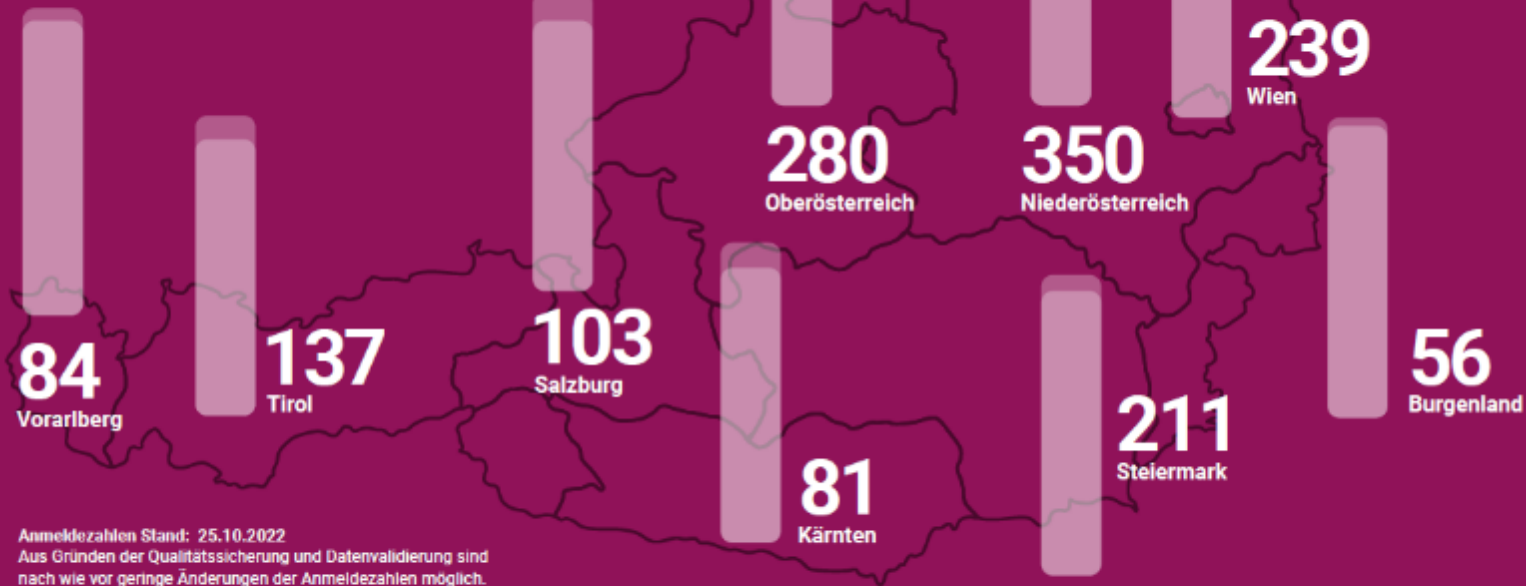 239
Wien
280
Oberösterreich
350
Niederösterreich
84
Vorarlberg
137
Tirol
103
Salzburg
56
Burgenland
211
Steiermark
81
Kärnten
Anmeldezahlen Stand: 25.10.2022
Aus Gründen der Qualitätssicherung und Datenvalidierung sind
nach wie vor geringe Änderungen der Anmeldezahlen möglich.